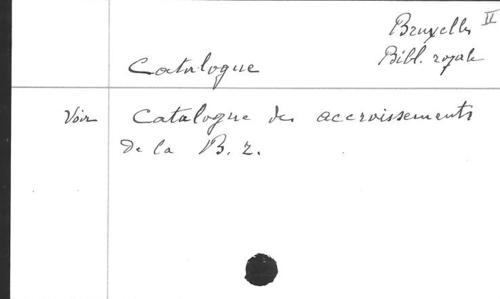 Bruxelles II
Bibl. royale
Catalogue
Voir Catalogue des accroissements
de la B. r.